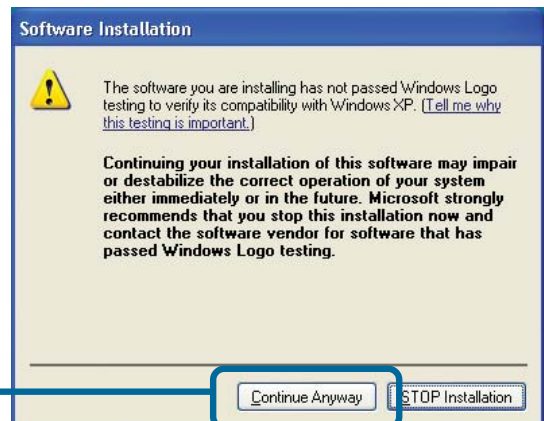 Software Installation
The software you are installing has not passed Windows Logo
testing to verify its compatibility with Windows XP. (Tell me why
this testing is important.)
Continuing your installation of this software may impair
or destabilize the correct operation of your system
either immediately or in the future. Microsoft strongly
recommends that you stop this installation now and
contact the software vendor for software that has
passed Windows Logo testing.
Continue Anyway
STOP Installation